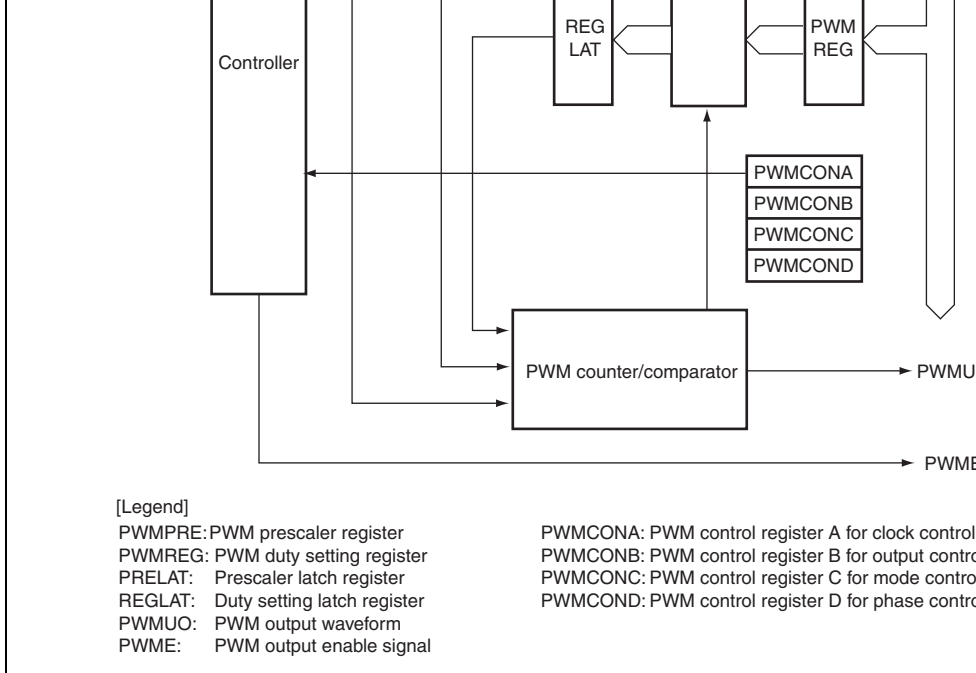 REG
LAT
PWM
REG
Controller
PWMCONA
PWMCONB
PWMCONC
PWMCOND
PWM counter/comparator
PWMU
PWME
[Legend]
PWMPRE: PWM prescaler register
PWMREG: PWM duty setting register
PRELAT: Prescaler latch register
REGLAT: Duty setting latch register
PWMUO: PWM output waveform
PWME: PWM output enable signal
PWMCONA: PWM control register A for clock control
PWMCONB: PWM control register B for output contro
PWMCONC: PWM control register C for mode contro
PWMCOND: PWM control register D for phase contro